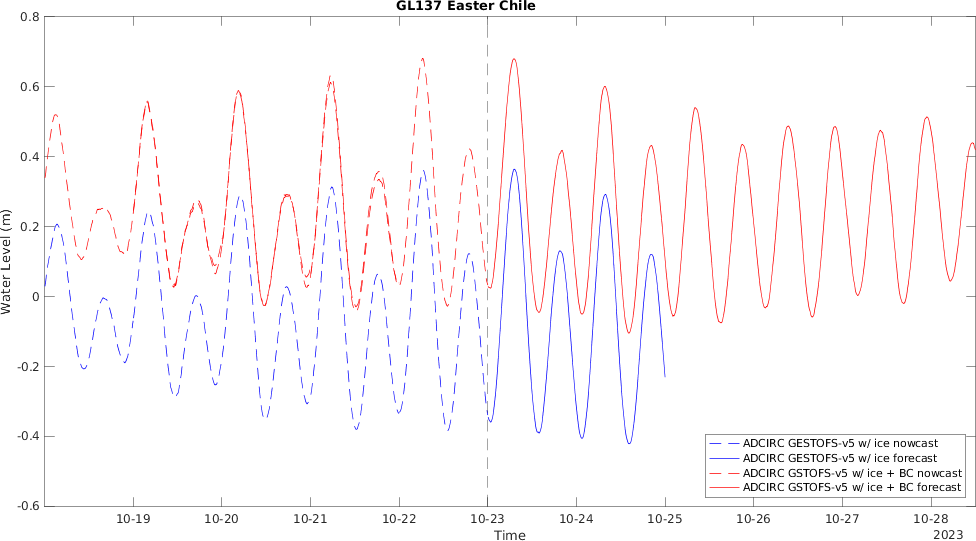 GL137 Easter Chile
0.8
0.6
0.4
0.2
0
-0.2
-0.4
-0.6
Water Level (m)
ADCIRC GESTOFS-v5 w/ ice nowcast
ADCIRC GESTOFS-v5 w/ ice forecast
ADCIRC GSTOFS-v5 w/ ice + BC nowcast
ADCIRC GSTOFS-v5 w/ ice + BC forecast
10-19 10-20 10-21 10-22 10-23 10-24 10-25 10-26 10-27 10-28
Time
2023